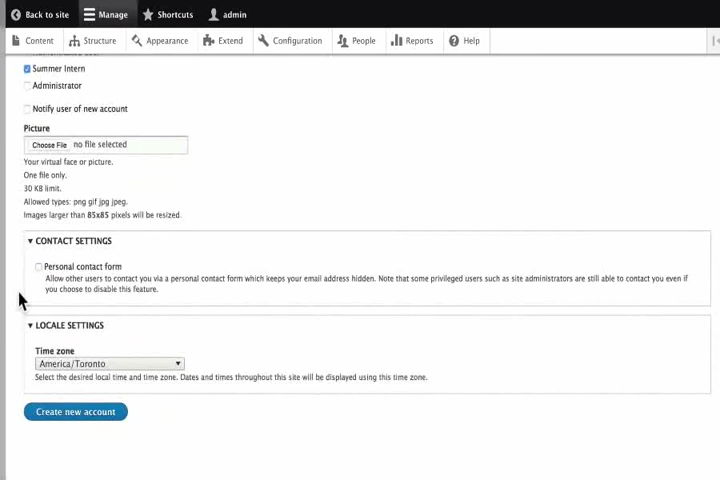 Back to site Manage Shortcuts admin
Content Structure Appearance Extend Configuration People Reports Help
Summer Intern
Administrator
Notify user of new account
Picture
Choose File no file selected
Your virtual face or picture.
One file only.
30 KB limit.
Allowed types: png gif jpg jpeg.
Images larger than 85x85 pixels will be resized.
▼ CONTACT SETTINGS
Personal contact form
Allow other users to contact you via a personal contact form which keeps your email address hidden. Note that some privileged users such as site administrators are still able to contact you even if
you choose to disable this feature.
▼ LOCALE SETTINGS
Time zone
America/Toronto
Select the desired local time and time zone. Dates and times throughout this site will be displayed using this time zone.
Create new account